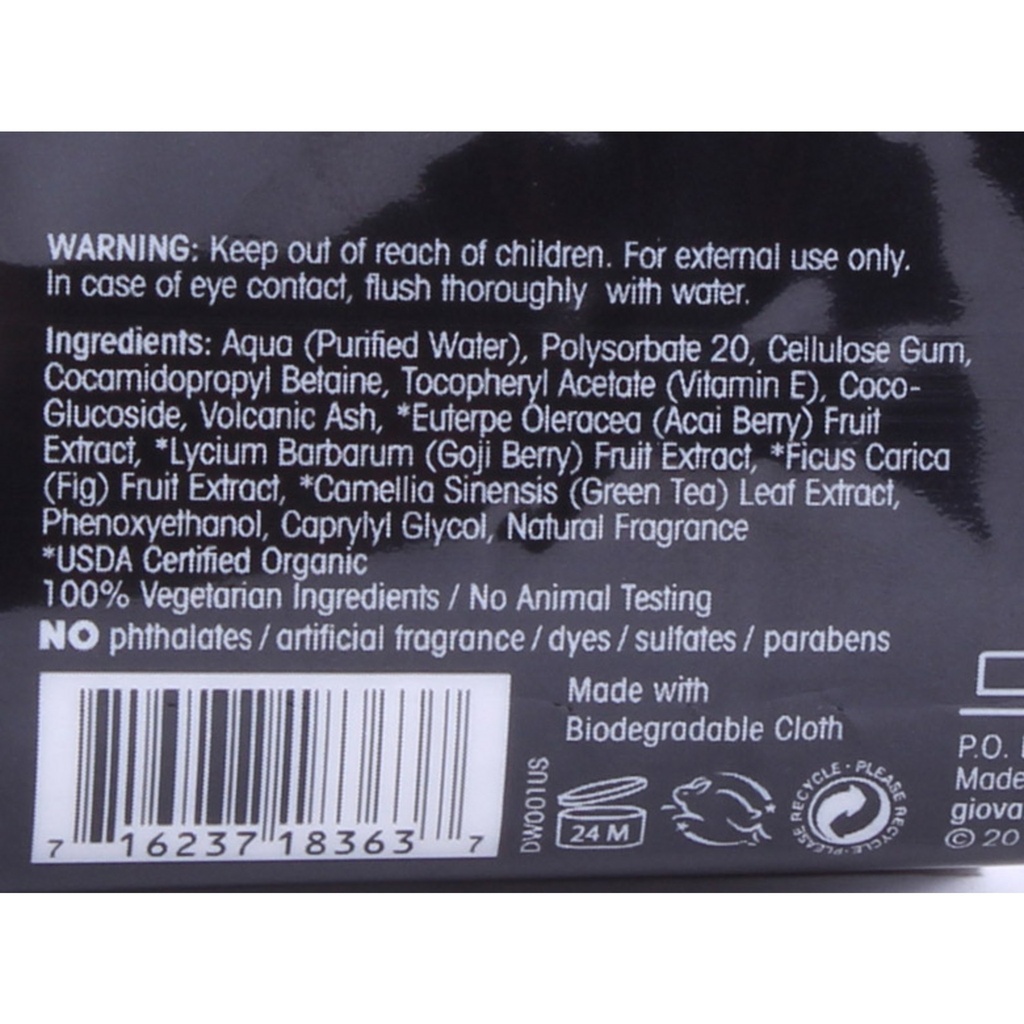 WARNING: Keep out of reach of children. For external use only.
In case of eye contact, flush thoroughly with water.
Ingredients: Aqua (Purified Water), Polysorbate 20, Cellulose Gum,
Cocamidopropyl Betaine, Tocopheryl Acetate (Vitamin E), Coco-
Glucoside, Volcanic Ash, *Euterpe Oleracea (Acai Berry) Fruit
Extract, *Lycium Barbarum (Goji Berry) Fruit Extract, *Ficus Carica
(Fig) Fruit Extract, *Camellia Sinensis (Green Tea) Leaf Extract,
Phenoxyethanol, Caprylyl Glycol, Natural Fragrance
*USDA Certified Organic
100% Vegetarian Ingredients / No Animal Testing
NO phthalates / artificial fragrance / dyes / sulfates / parabens
Made with
Biodegradable Cloth
7 16237 18363 7
DW001US
24 M
PLEASE RECYCLE · PLEASE RECYCLE ·
P.O.
Made
giova
© 20